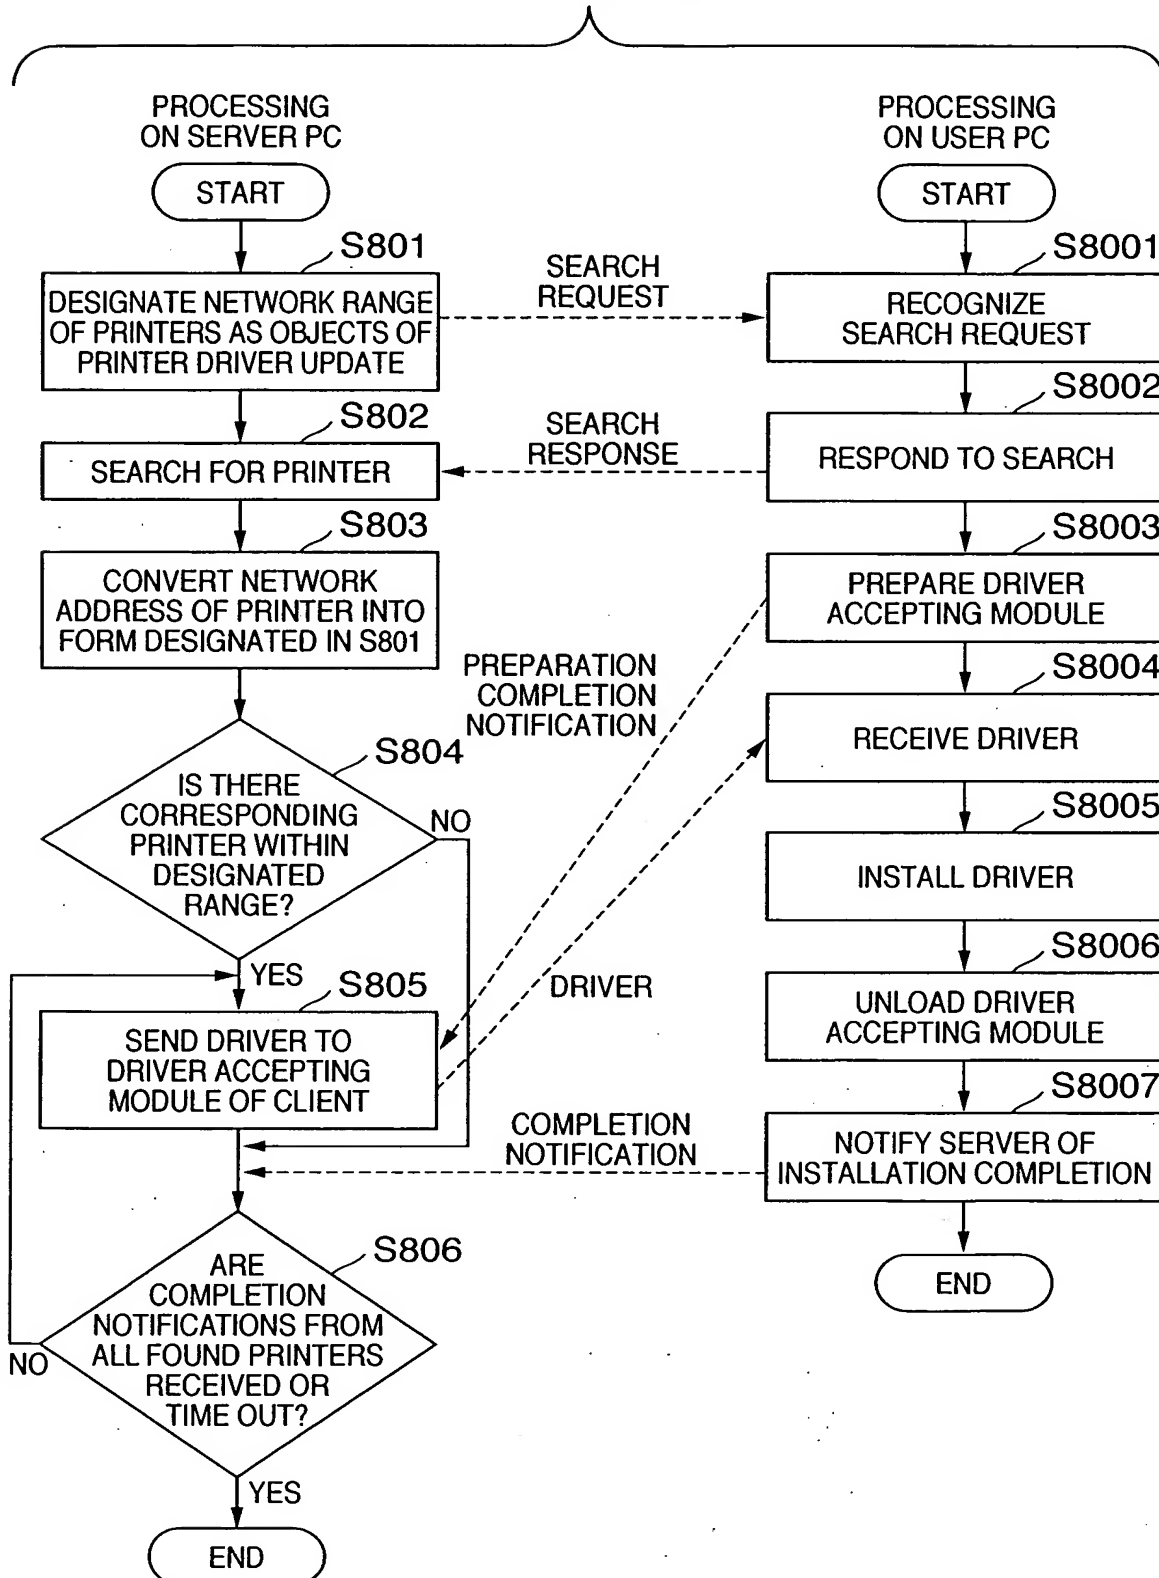 PROCESSING
ON SERVER PC
START
S801
DESIGNATE NETWORK RANGE
OF PRINTERS AS OBJECTS OF
PRINTER DRIVER UPDATE
S802
SEARCH FOR PRINTER
S803
CONVERT NETWORK
ADDRESS OF PRINTER INTO
FORM DESIGNATED IN S801
S804
IS THERE
CORRESPONDING
PRINTER WITHIN
DESIGNATED
RANGE?
NO
YES
S805
SEND DRIVER TO
DRIVER ACCEPTING
MODULE OF CLIENT
S806
ARE
COMPLETION
NOTIFICATIONS FROM
ALL FOUND PRINTERS
RECEIVED OR
TIME OUT?
NO
YES
END
SEARCH
REQUEST
SEARCH
RESPONSE
PREPARATION
COMPLETION
NOTIFICATION
DRIVER
COMPLETION
NOTIFICATION
PROCESSING
ON USER PC
START
S8001
RECOGNIZE
SEARCH REQUEST
S8002
RESPOND TO SEARCH
S8003
PREPARE DRIVER
ACCEPTING MODULE
S8004
RECEIVE DRIVER
S8005
INSTALL DRIVER
S8006
UNLOAD DRIVER
ACCEPTING MODULE
S8007
NOTIFY SERVER OF
INSTALLATION COMPLETION
END